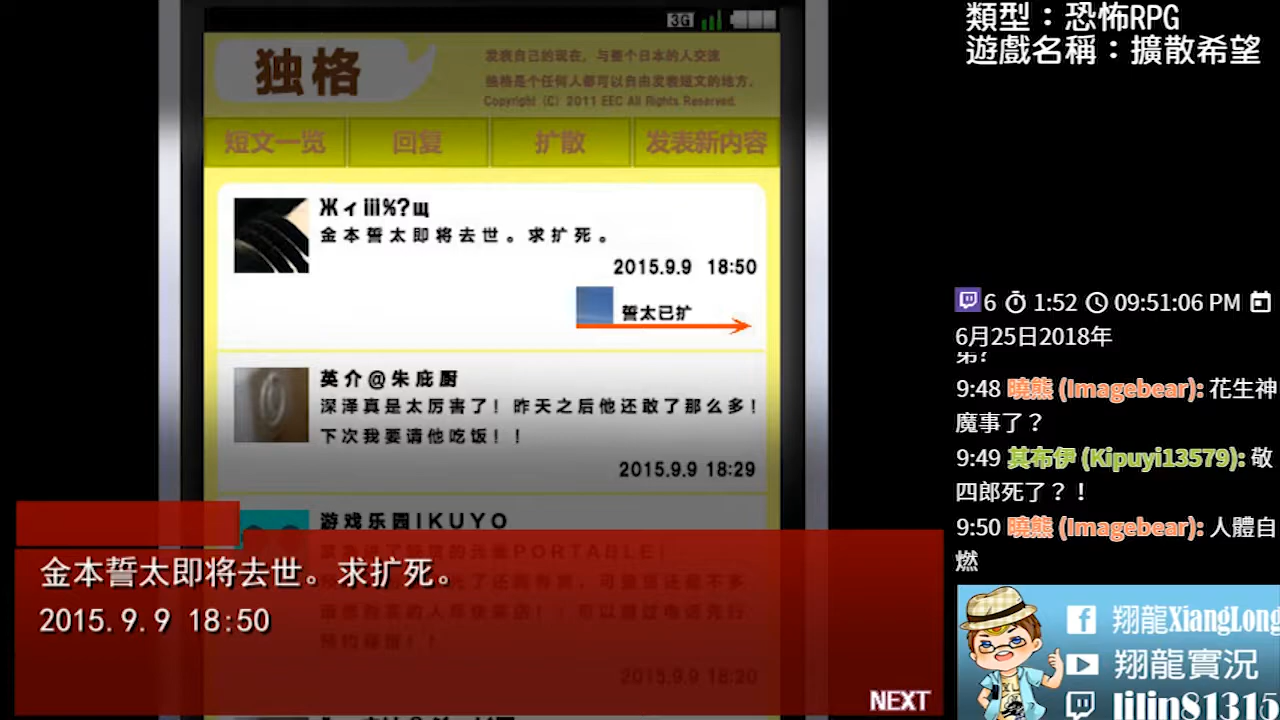 3G
独格
发表自己的现在，与整个日本的人交流
独格是个任何人都可以自由发表短文的地方.
Copyright (C) 2011 EEC All Rights Reserved.
短文一览 回复 扩散 发表新内容
Ж ィ iii%?щ
金本誓太即将去世。求扩死。
2015.9.9 18:50
誓太已扩
英介@朱庇厨
深泽真是太厉害了！昨天之后他还敢了那么多！
下次我要请他吃饭！！
2015.9.9 18:29
游戏乐园IKUYO
2015.9.9 18:20
金本誓太即将去世。求扩死。
2015.9.9 18:50
NEXT
類型：恐怖RPG
遊戲名稱：擴散希望
6 1:52 09:51:06 PM
6月25日2018年
弟?
9:48 曉熊 (Imagebear): 花生神
魔事了？
9:49 其布伊 (Kipuyi13579): 敬
四郎死了？！
9:50 曉熊 (Imagebear): 人體自
燃
翔龍XiangLong
翔龍實況
lilin81315